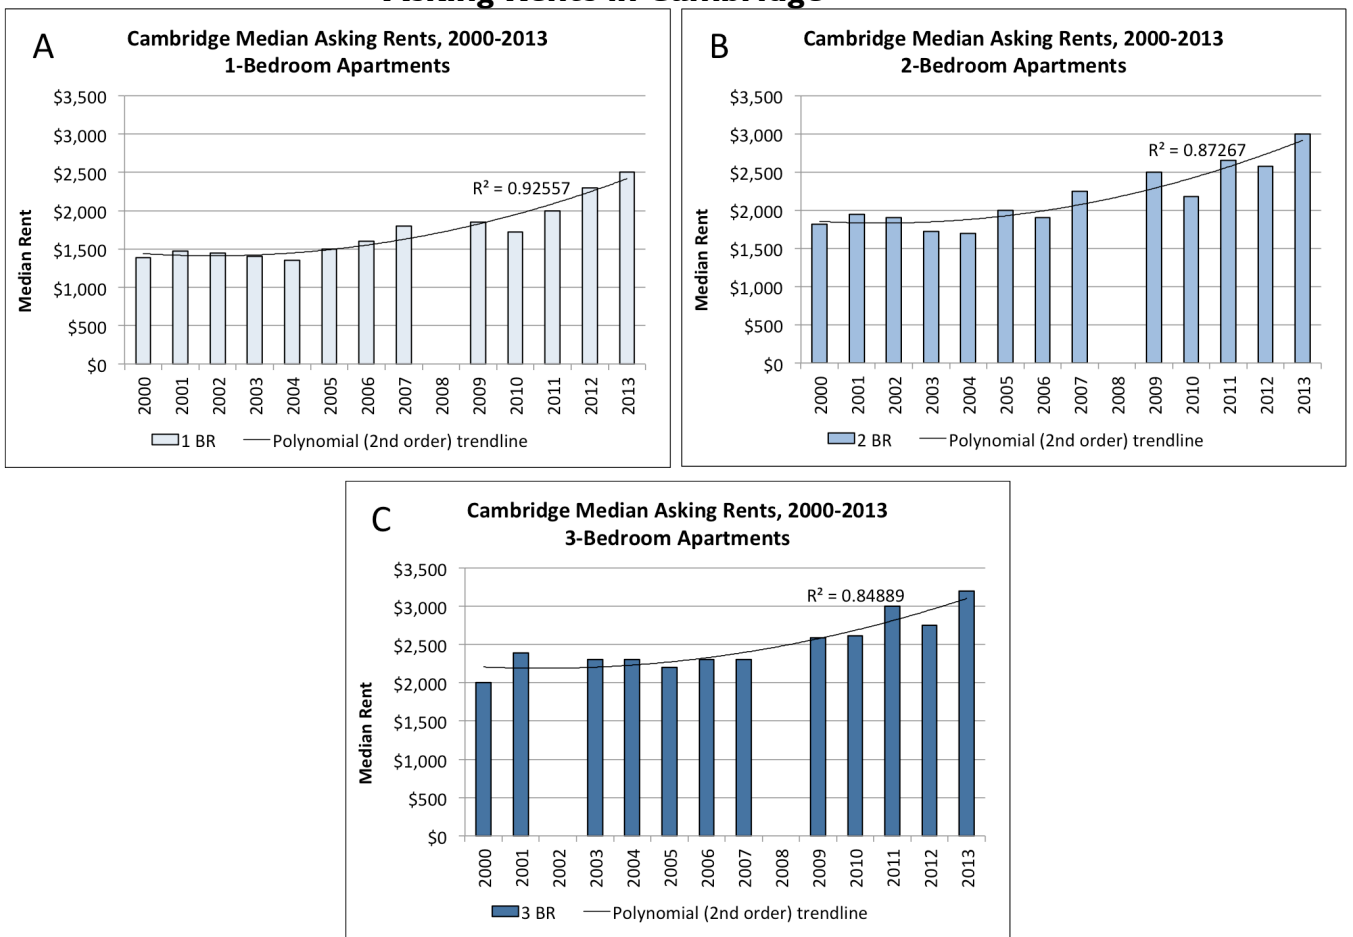 Asking Rents in Cambridge
A
Cambridge Median Asking Rents, 2000-2013
1-Bedroom Apartments
$3,500
$3,000
$2,500
$2,000
$1,500
$1,000
$500
$0
Median Rent
R² = 0.92557
2000 2001 2002 2003 2004 2005 2006 2007 2008 2009 2010 2011 2012 2013
1 BR Polynomial (2nd order) trendline
B
Cambridge Median Asking Rents, 2000-2013
2-Bedroom Apartments
$3,500
$3,000
$2,500
$2,000
$1,500
$1,000
$500
$0
Median Rent
R² = 0.87267
2000 2001 2002 2003 2004 2005 2006 2007 2008 2009 2010 2011 2012 2013
2 BR Polynomial (2nd order) trendline
C
Cambridge Median Asking Rents, 2000-2013
3-Bedroom Apartments
$3,500
$3,000
$2,500
$2,000
$1,500
$1,000
$500
$0
Median Rent
R² = 0.84889
2000 2001 2002 2003 2004 2005 2006 2007 2008 2009 2010 2011 2012 2013
3 BR Polynomial (2nd order) trendline